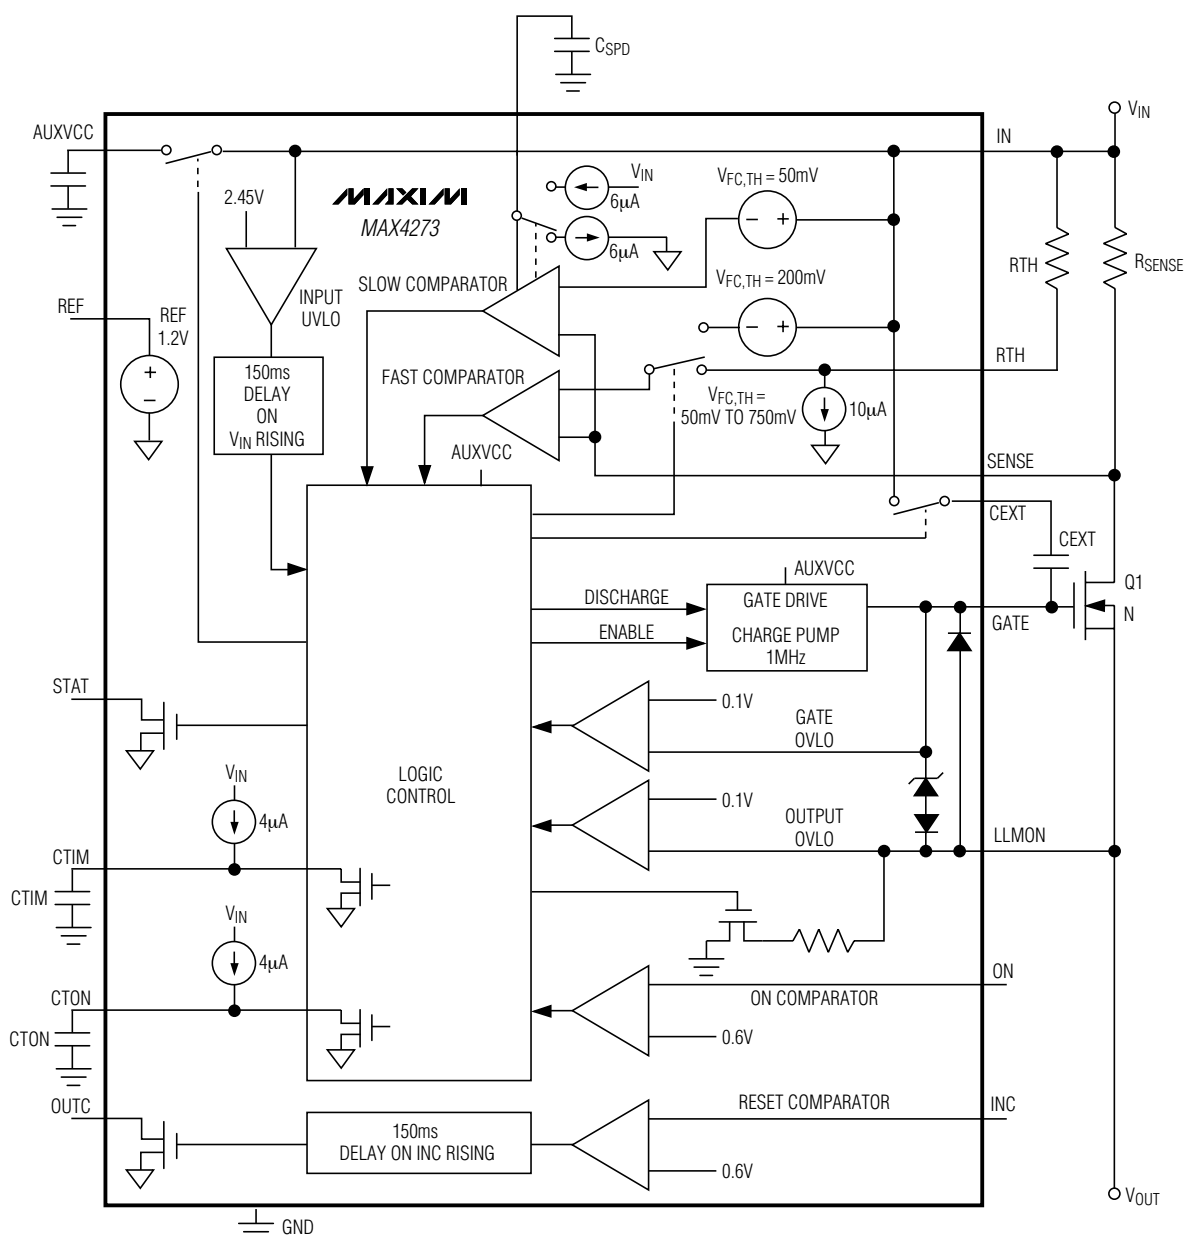 CSPD
VIN
AUXVCC
IN
2.45V
MAXIM
MAX4273
VIN
6µA
6µA
VFC,TH = 50mV
VFC,TH = 200mV
RTH
RSENSE
REF
REF
1.2V
INPUT
UVLO
SLOW COMPARATOR
FAST COMPARATOR
RTH
150ms
DELAY
ON
VIN RISING
VFC,TH =
50mV TO 750mV
10µA
AUXVCC
SENSE
CEXT
CEXT
AUXVCC
DISCHARGE
ENABLE
GATE DRIVE
CHARGE PUMP
1MHz
GATE
Q1
N
STAT
0.1V
GATE
OVLO
LOGIC
CONTROL
VIN
4µA
0.1V
OUTPUT
OVLO
LLMON
CTIM
CTIM
VIN
4µA
CTON
CTON
ON
ON COMPARATOR
0.6V
OUTC
150ms
DELAY ON INC RISING
RESET COMPARATOR
INC
0.6V
VOUT
GND